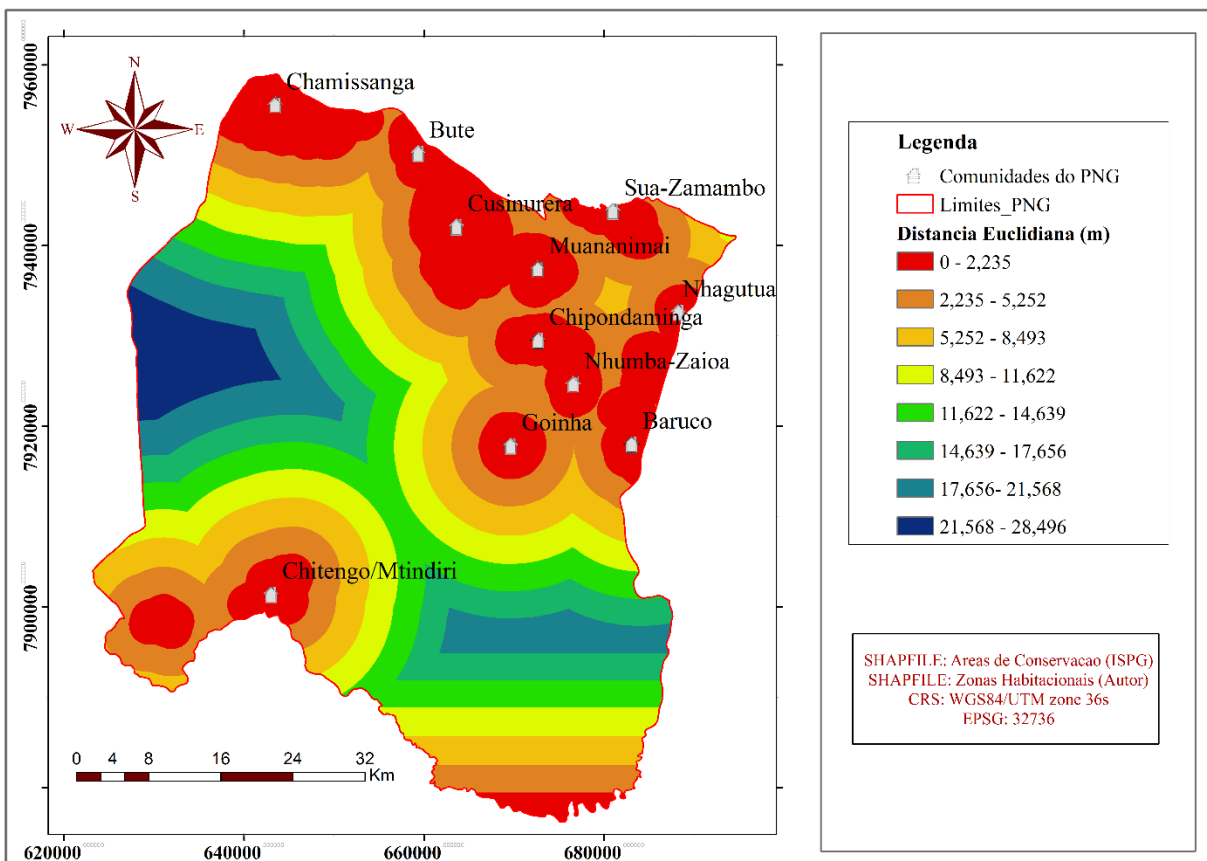 N
W
E
S
Chamissanga
Bute
Sua-Zamambo
Cusinurera
Muananimai
Nhagutua
Chipondaminga
Nhumba-Zaioa
Goinha
Baruco
Chitengo/Mtindiri
7960000
7940000
7920000
7900000
0 4 8 16 24 32
Km
620000 640000 660000 680000
Legenda
Comunidades do PNG
Limites_PNG
Distancia Euclidiana (m)
0 - 2,235
2,235 - 5,252
5,252 - 8,493
8,493 - 11,622
11,622 - 14,639
14,639 - 17,656
17,656- 21,568
21,568 - 28,496
SHAPFILE: Areas de Conservacao (ISPG)
SHAPFILE: Zonas Habitacionais (Autor)
CRS: WGS84/UTM zone 36s
EPSG: 32736